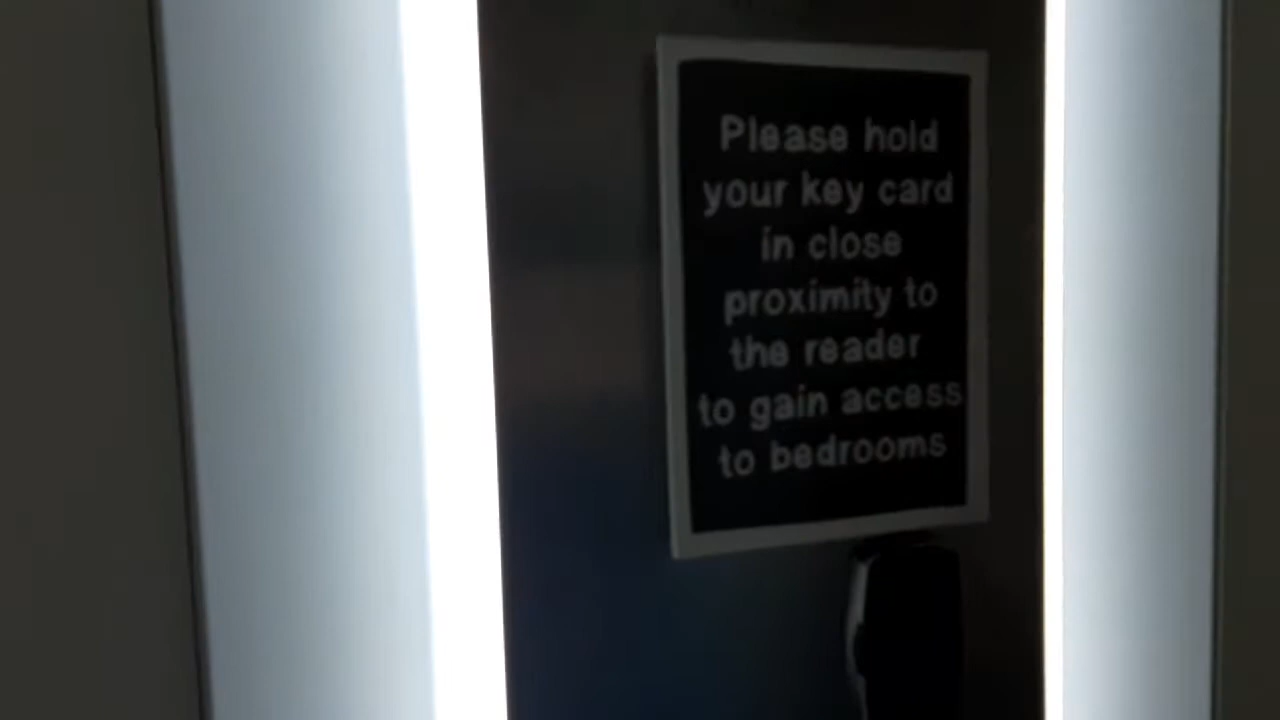 Please hold
your key card
in close
proximity to
the reader
to gain access
to bedrooms